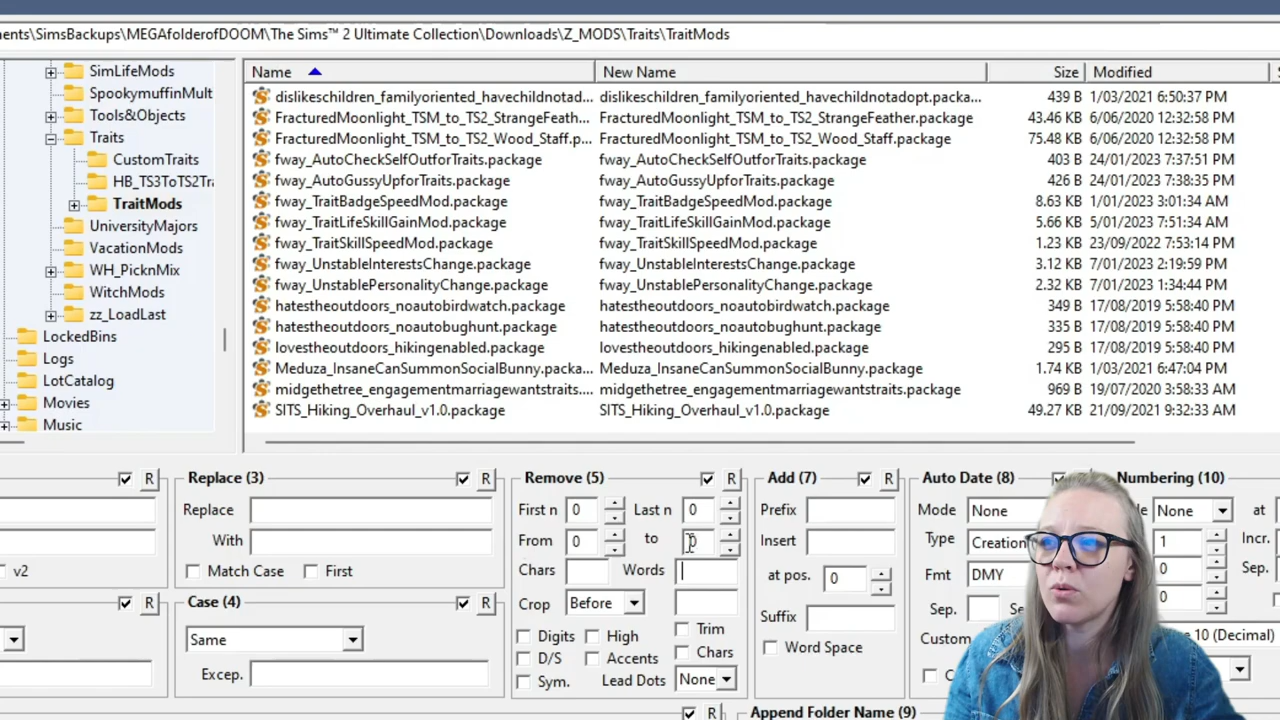 ents\SimsBackups\MEGAfolderofDOOM\The Sims™ 2 Ultimate Collection\Downloads\Z_MODS\Traits\TraitMods
SimLifeMods
SpookymuffinMult
Tools&Objects
Traits
CustomTraits
HB_TS3ToTS2Tr
TraitMods
UniversityMajors
VacationMods
WH_PicknMix
WitchMods
zz_LoadLast
LockedBins
Logs
LotCatalog
Movies
Music
Name New Name Size Modified
dislikeschildren_familyoriented_havechildnotad... dislikeschildren_familyoriented_havechildnotadopt.packa... 439 B 1/03/2021 6:50:37 PM
FracturedMoonlight_TSM_to_TS2_StrangeFeath... FracturedMoonlight_TSM_to_TS2_StrangeFeather.package 43.46 KB 6/06/2020 12:32:58 PM
FracturedMoonlight_TSM_to_TS2_Wood_Staff.p... FracturedMoonlight_TSM_to_TS2_Wood_Staff.package 75.48 KB 6/06/2020 12:32:58 PM
fway_AutoCheckSelfOutforTraits.package fway_AutoCheckSelfOutforTraits.package 403 B 24/01/2023 7:37:51 PM
fway_AutoGussyUpforTraits.package fway_AutoGussyUpforTraits.package 426 B 24/01/2023 7:38:35 PM
fway_TraitBadgeSpeedMod.package fway_TraitBadgeSpeedMod.package 8.63 KB 1/01/2023 3:01:34 AM
fway_TraitLifeSkillGainMod.package fway_TraitLifeSkillGainMod.package 5.66 KB 5/01/2023 7:51:34 AM
fway_TraitSkillSpeedMod.package fway_TraitSkillSpeedMod.package 1.23 KB 23/09/2022 7:53:14 PM
fway_UnstableInterestsChange.package fway_UnstableInterestsChange.package 3.12 KB 7/01/2023 2:19:59 PM
fway_UnstablePersonalityChange.package fway_UnstablePersonalityChange.package 2.32 KB 7/01/2023 1:34:44 PM
hatestheoutdoors_noautobirdwatch.package hatestheoutdoors_noautobirdwatch.package 349 B 17/08/2019 5:58:40 PM
hatestheoutdoors_noautobughunt.package hatestheoutdoors_noautobughunt.package 335 B 17/08/2019 5:58:40 PM
lovestheoutdoors_hikingenabled.package lovestheoutdoors_hikingenabled.package 295 B 17/08/2019 5:58:40 PM
Meduza_InsaneCanSummonSocialBunny.packa... Meduza_InsaneCanSummonSocialBunny.package 1.74 KB 1/03/2021 6:47:04 PM
midgethetree_engagementmarriagewantstraits.... midgethetree_engagementmarriagewantstraits.package 969 B 19/07/2020 3:58:33 AM
SITS_Hiking_Overhaul_v1.0.package SITS_Hiking_Overhaul_v1.0.package 49.27 KB 21/09/2021 9:32:33 AM
R Replace (3) R Remove (5) R Add (7) R Auto Date (8) Numbering (10)
Replace First n 0 Last n 0 Prefix Mode None None at
With From 0 to 0 Insert Type Creation 1 Incr.
v2 Match Case First Chars Words at pos. 0 Fmt DMY 0 Sep.
R Case (4) R Crop Before Suffix Sep. 0
Same Digits High Trim Word Space Custom 10 (Decimal)
D/S Accents Chars
Excep. Sym. Lead Dots None
R Append Folder Name (9)